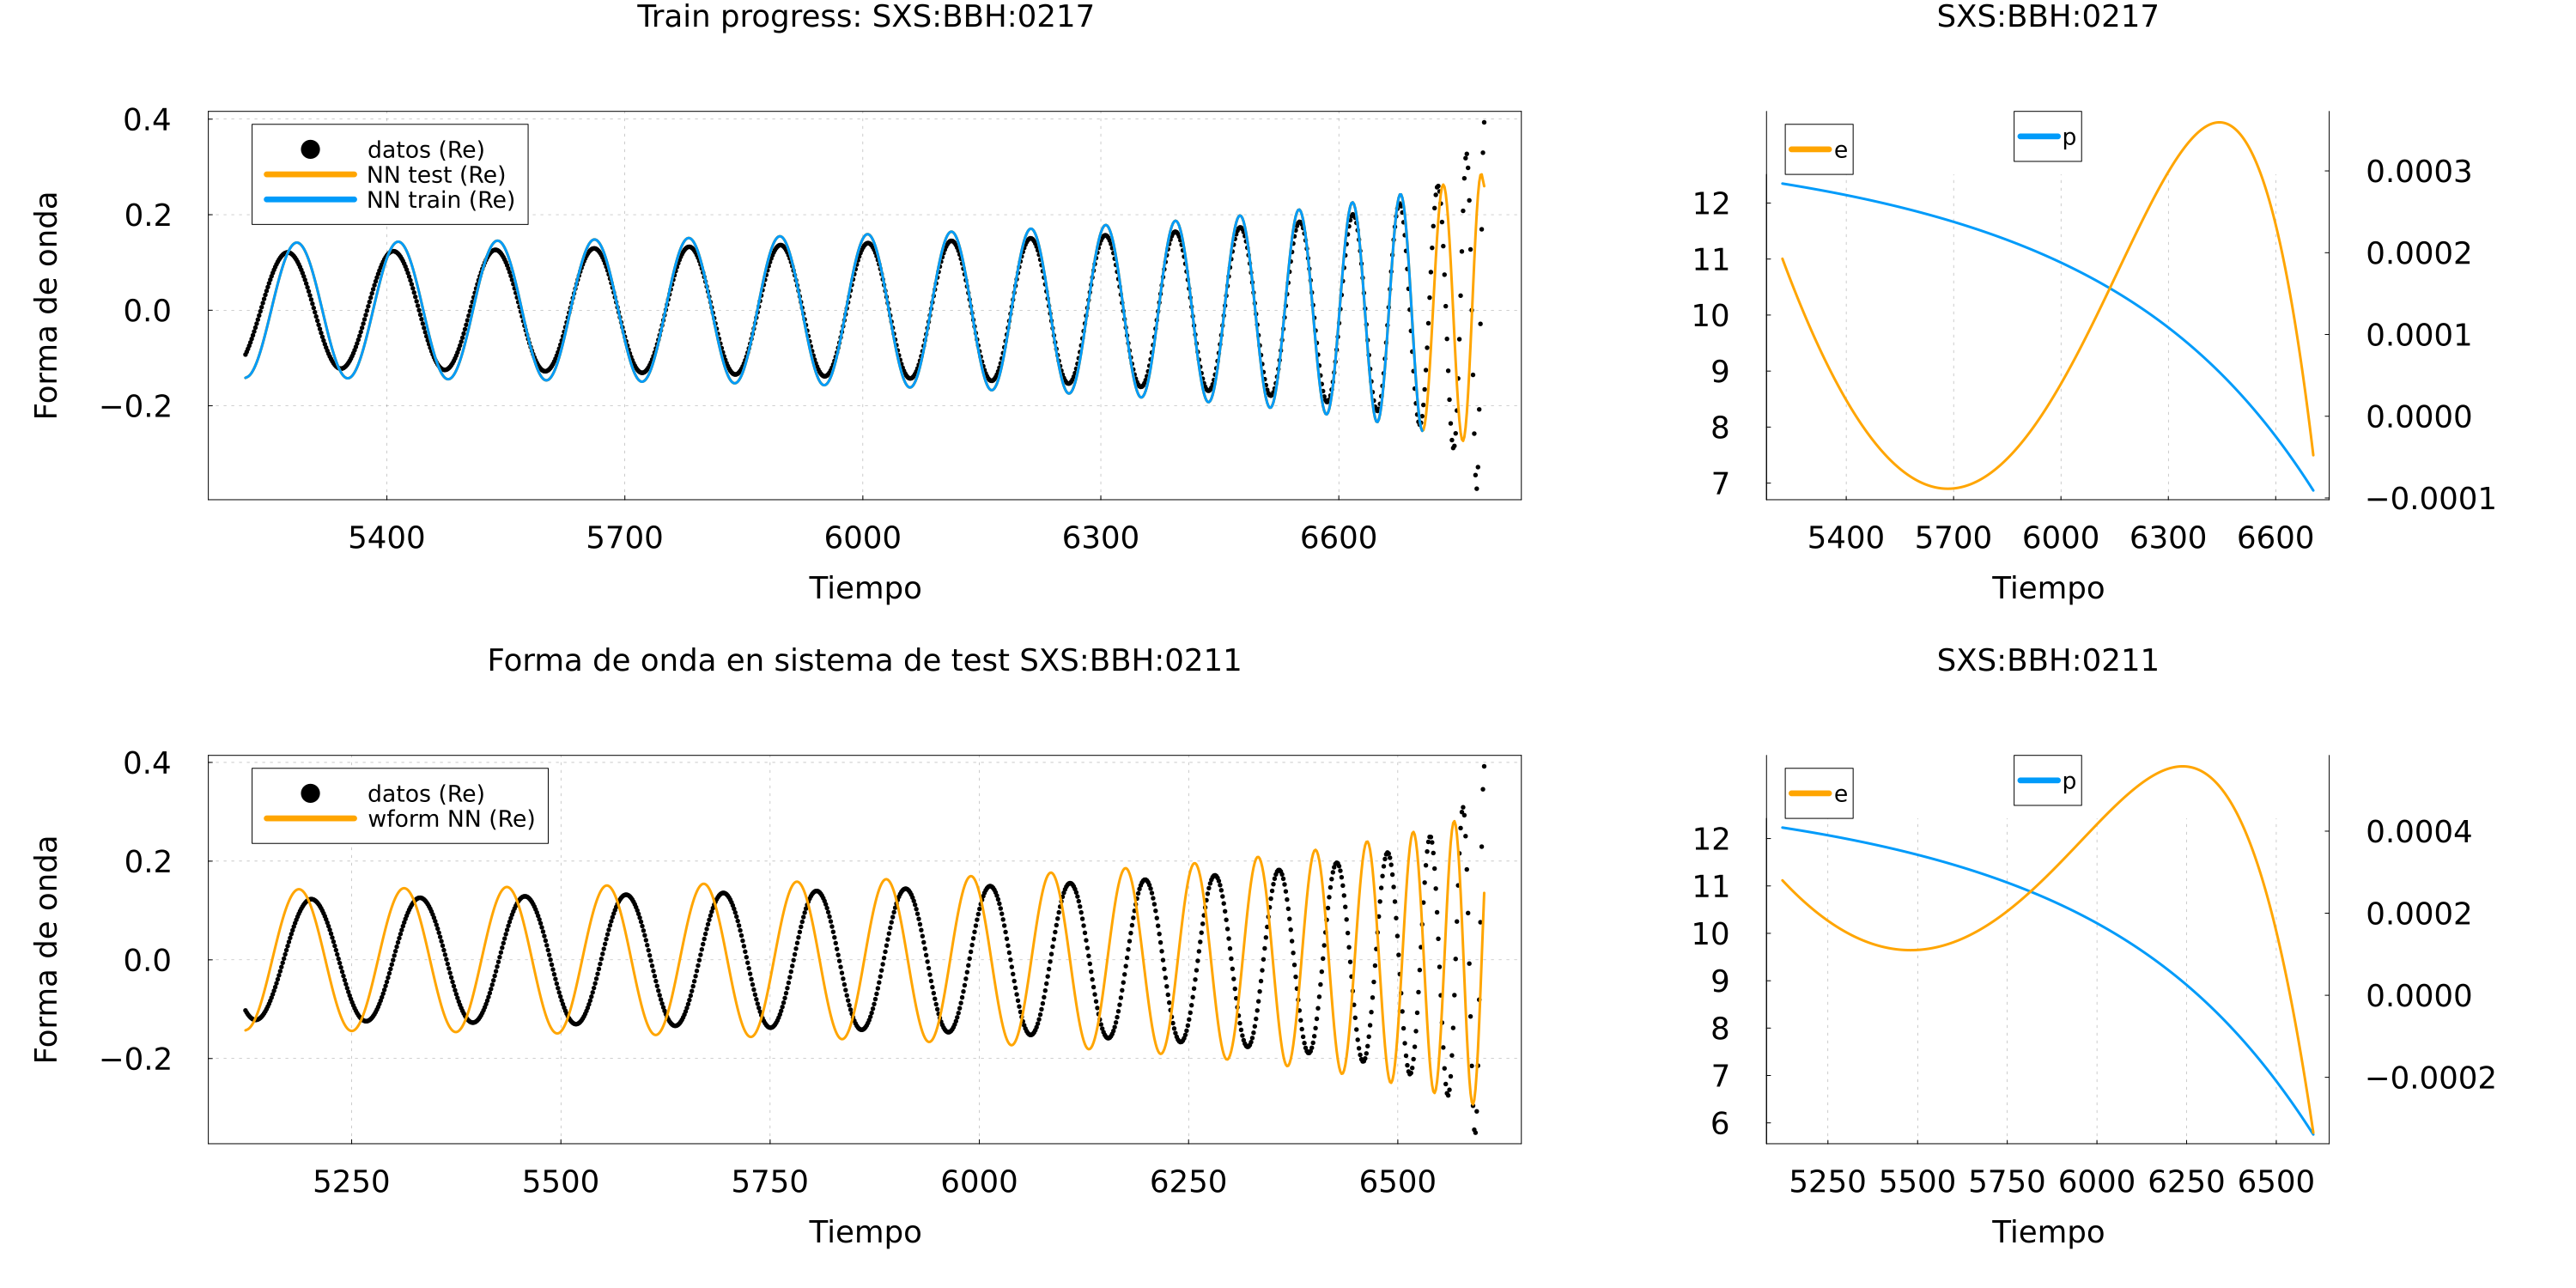 Train progress: SXS:BBH:0217
Forma de onda
0.4
0.2
0.0
−0.2
datos (Re)
NN test (Re)
NN train (Re)
5400 5700 6000 6300 6600
Tiempo
SXS:BBH:0217
e
p
12
11
10
9
8
7
0.0003
0.0002
0.0001
0.0000
−0.0001
5400 5700 6000 6300 6600
Tiempo
Forma de onda en sistema de test SXS:BBH:0211
Forma de onda
0.4
0.2
0.0
−0.2
datos (Re)
wform NN (Re)
5250 5500 5750 6000 6250 6500
Tiempo
SXS:BBH:0211
e
p
12
11
10
9
8
7
6
0.0004
0.0002
0.0000
−0.0002
5250 5500 5750 6000 6250 6500
Tiempo